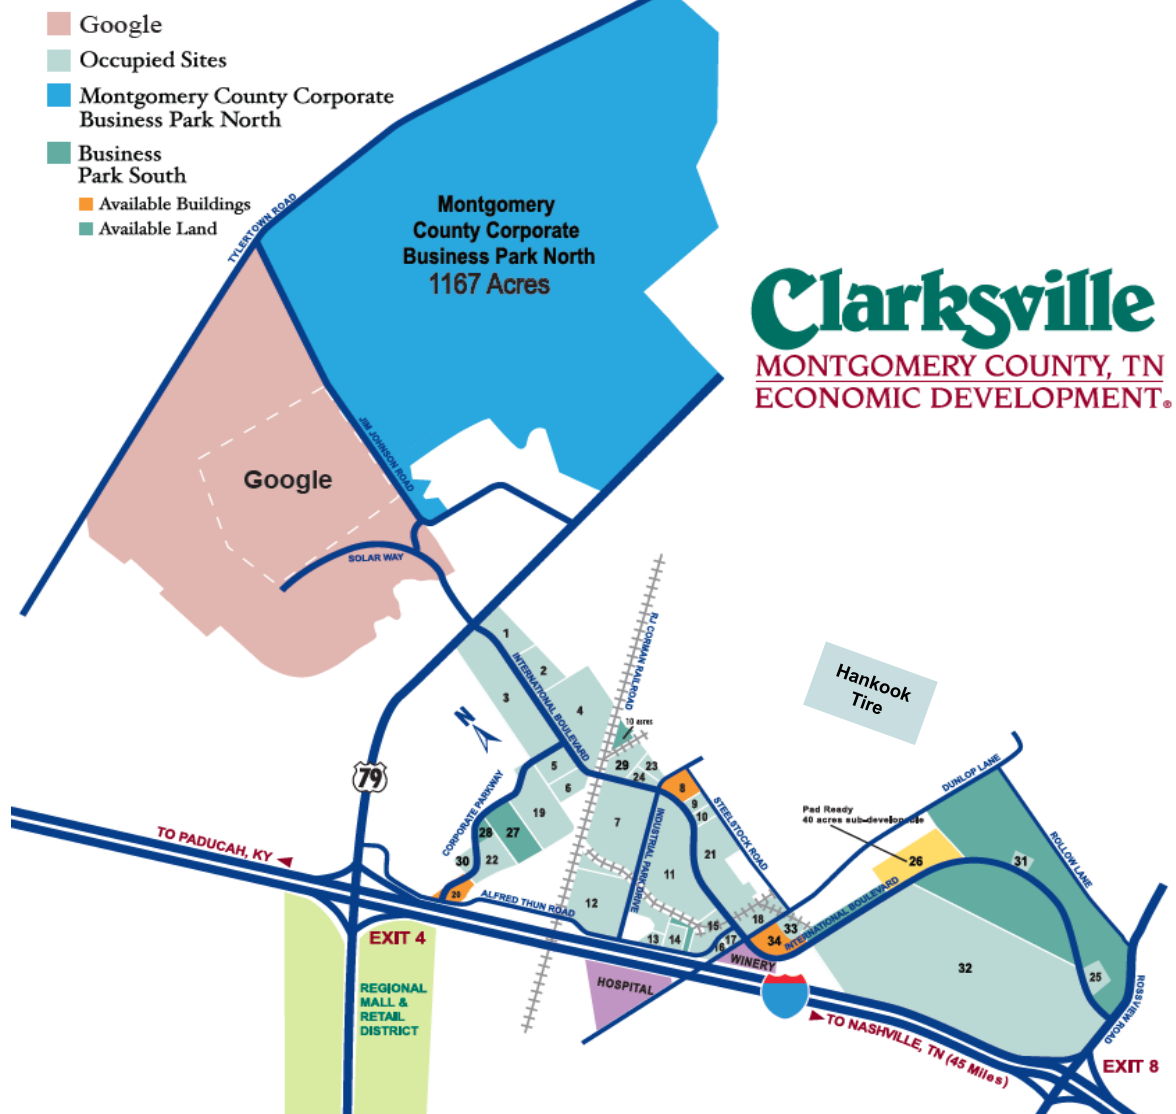 Google
Occupied Sites
Montgomery County Corporate
Business Park North
Business
Park South
Available Buildings
Available Land
TYLERTOWN ROAD
Montgomery
County Corporate
Business Park North
1167 Acres
Clarksville
MONTGOMERY COUNTY, TN
ECONOMIC DEVELOPMENT®
JIM JOHNSON ROAD
Google
SOLAR WAY
1
2
3
4
INTERNATIONAL BOULEVARD
RJ CORMAN RAILROAD
Hankook
Tire
N
10 acres
5
6
29
23
24
8
9
10
79
CORPORATE PARKWAY
19
28
27
22
30
20
7
11
12
21
INDUSTRIAL PARK DRIVE
STEELSTOCK ROAD
DUNLOP LANE
Pad Ready
40 acres sub-developable
26
31
ROLLOW LANE
TO PADUCAH, KY
ALFRED THUN ROAD
13
14
15
16
17
18
33
34
INTERNATIONAL BOULEVARD
WINERY
HOSPITAL
32
25
EXIT 4
REGIONAL
MALL &
RETAIL
DISTRICT
TO NASHVILLE, TN (45 Miles)
ROSSVIEW ROAD
EXIT 8